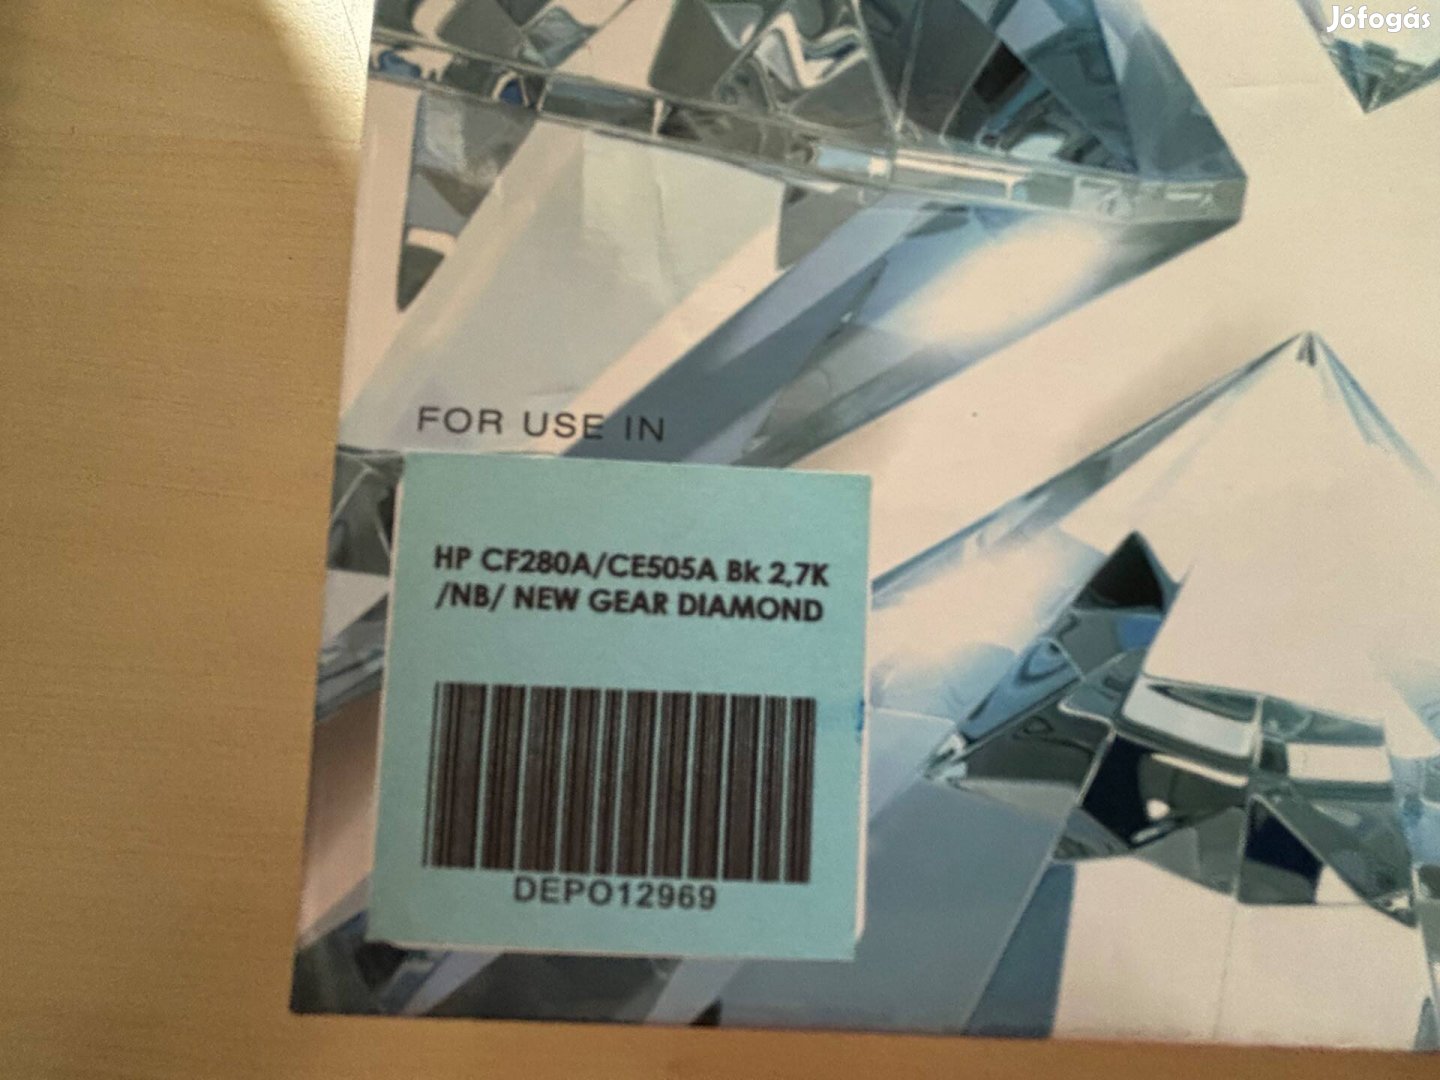 Jófogás
FOR USE IN
HP CF280A/CE505A Bk 2,7K
/NB/ NEW GEAR DIAMOND
DEPO12969